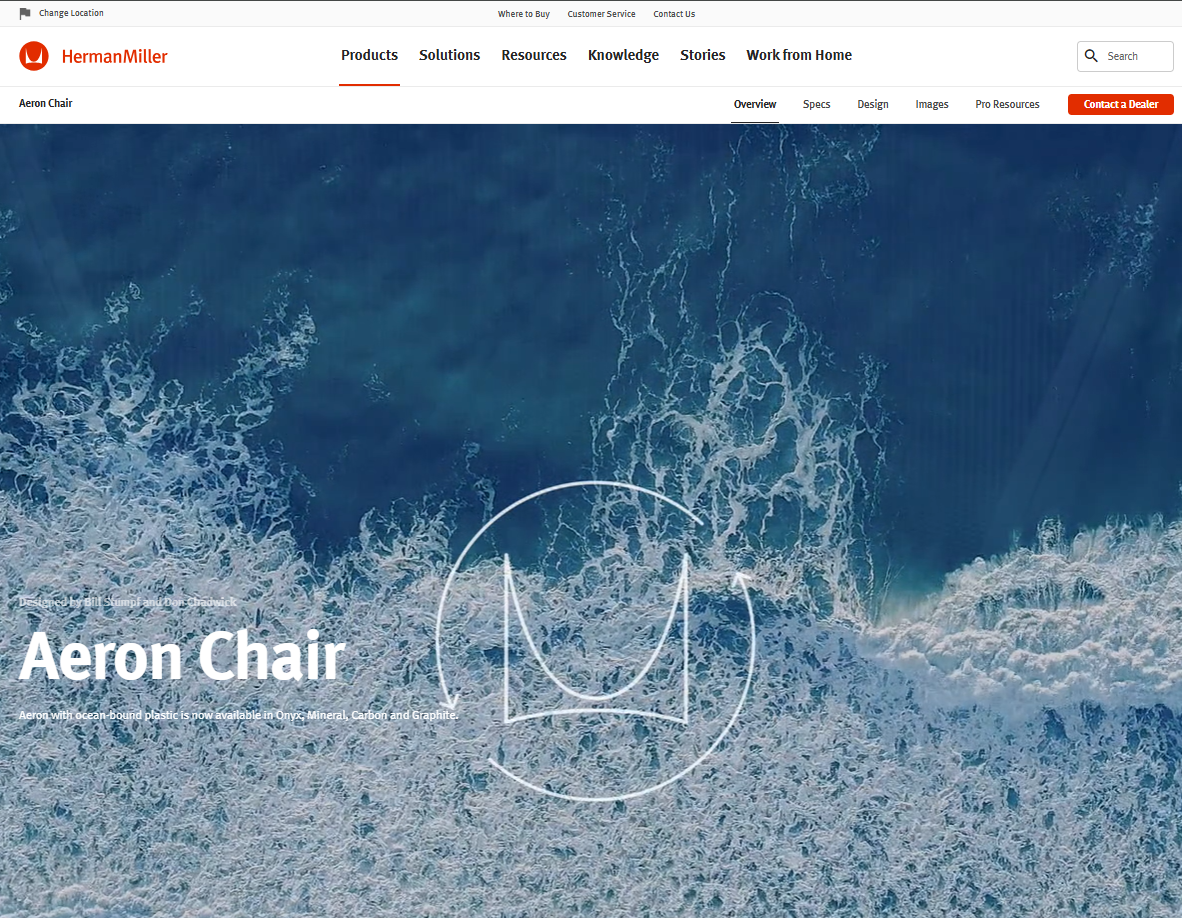 Change Location
Where to Buy Customer Service Contact Us
HermanMiller
Products Solutions Resources Knowledge Stories Work from Home
Search
Aeron Chair
Overview Specs Design Images Pro Resources Contact a Dealer
Designed by Bill Stumpf and Don Chadwick
Aeron Chair
Aeron with ocean-bound plastic is now available in Onyx, Mineral, Carbon and Graphite.